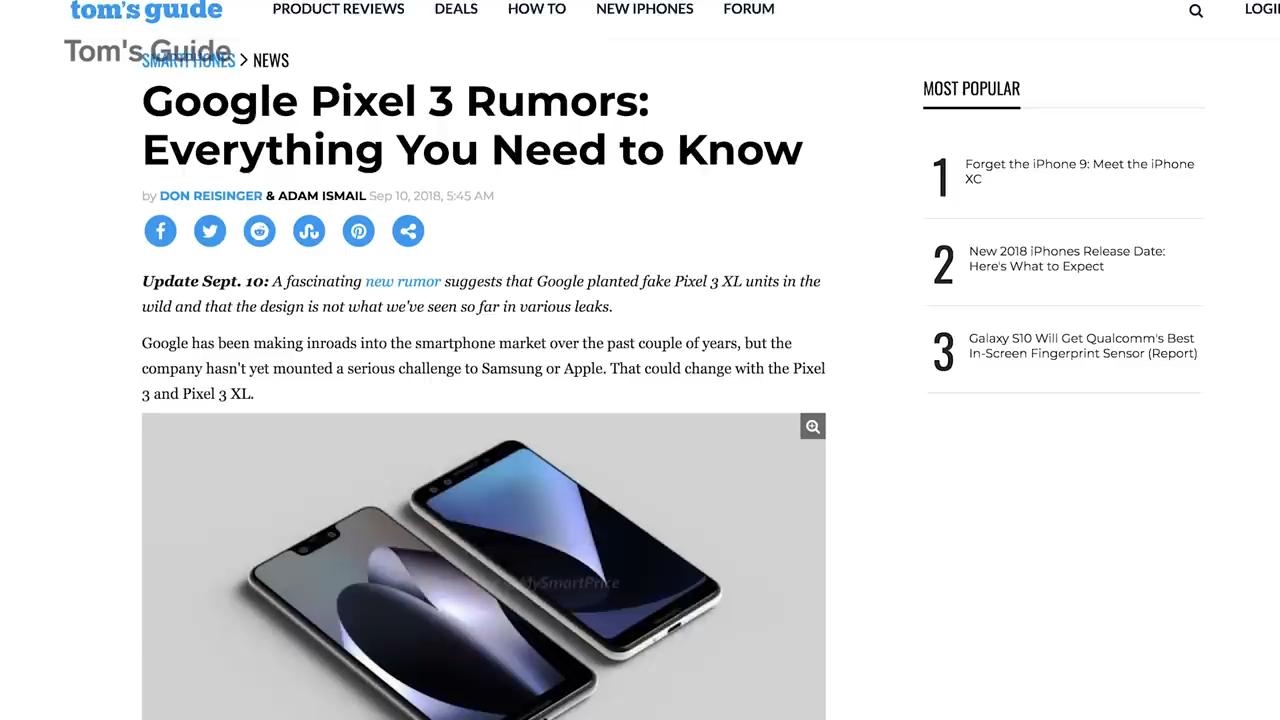 tom's guide
PRODUCT REVIEWS DEALS HOW TO NEW IPHONES FORUM
Tom's Guide
SMARTPHONES > NEWS
Google Pixel 3 Rumors:
Everything You Need to Know
by DON REISINGER & ADAM ISMAIL Sep 10, 2018, 5:45 AM
Update Sept. 10: A fascinating new rumor suggests that Google planted fake Pixel 3 XL units in the
wild and that the design is not what we've seen so far in various leaks.
Google has been making inroads into the smartphone market over the past couple of years, but the
company hasn't yet mounted a serious challenge to Samsung or Apple. That could change with the Pixel
3 and Pixel 3 XL.
MySmartPrice
MOST POPULAR
1 Forget the iPhone 9: Meet the iPhone
XC
2 New 2018 iPhones Release Date:
Here's What to Expect
3 Galaxy S10 Will Get Qualcomm's Best
In-Screen Fingerprint Sensor (Report)